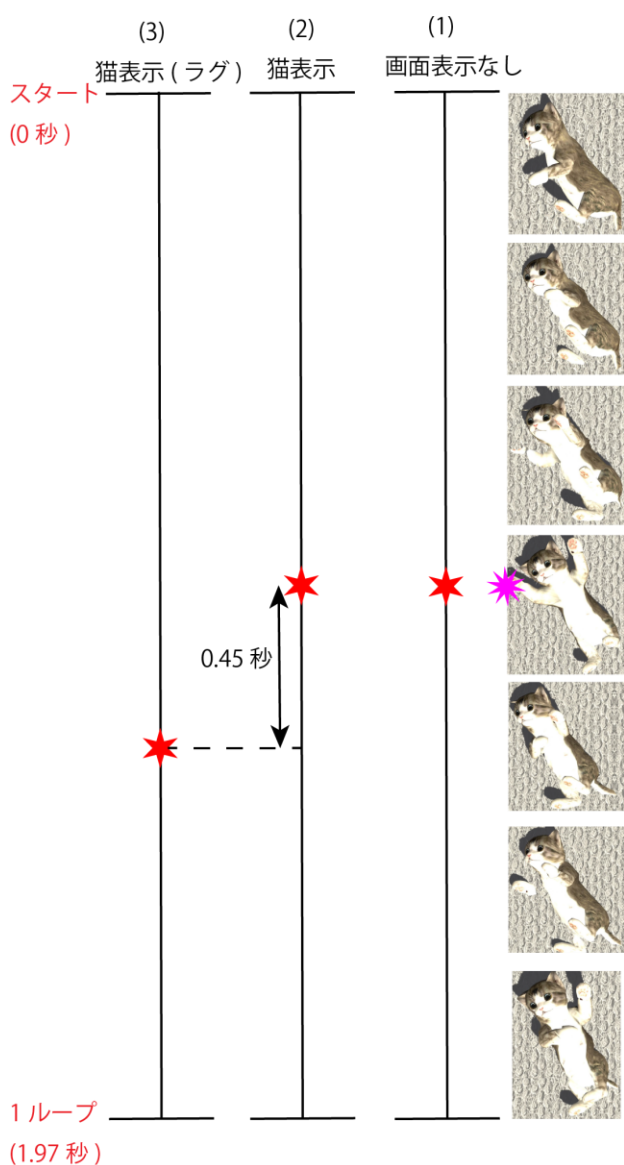 (3)
(2)
(1)
猫表示 ( ラグ )
猫表示
画面表示なし
スタート
(0 秒 )
0.45 秒
1 ループ
(1.97 秒 )